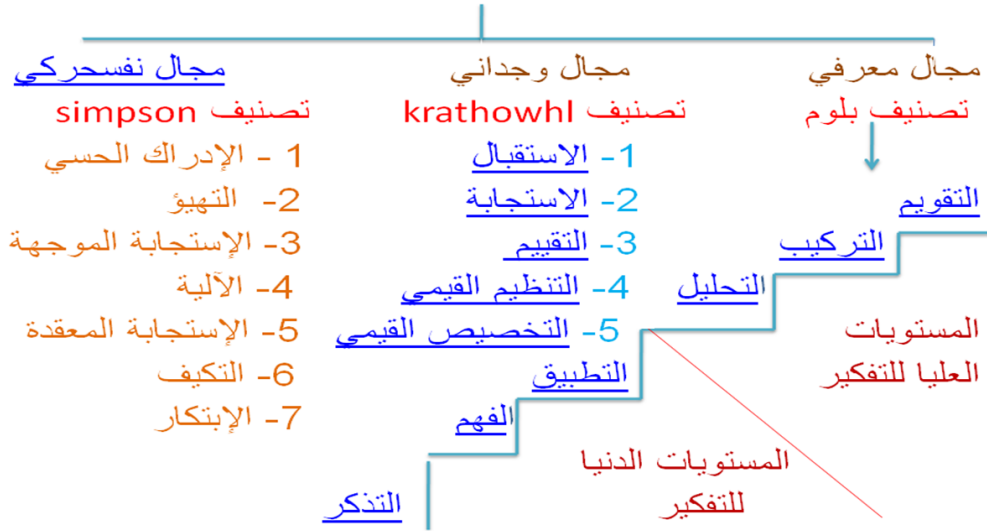 مجال معرفي
تصنيف بلوم
التقويم
التركيب
التحليل
التطبيق
الفهم
التذكر
المستويات
العليا للتفكير
المستويات الدنيا
للتفكير
مجال وجداني
تصنيف krathowhl
1- الاستقبال
2- الاستجابة
3- التقييم
4- التنظيم القيمي
5- التخصيص القيمي
مجال نفسحركي
تصنيف simpson
1 - الإدراك الحسي
2- التهيؤ
3- الإستجابة الموجهة
4- الآلية
5- الإستجابة المعقدة
6- التكيف
7- الإبتكار